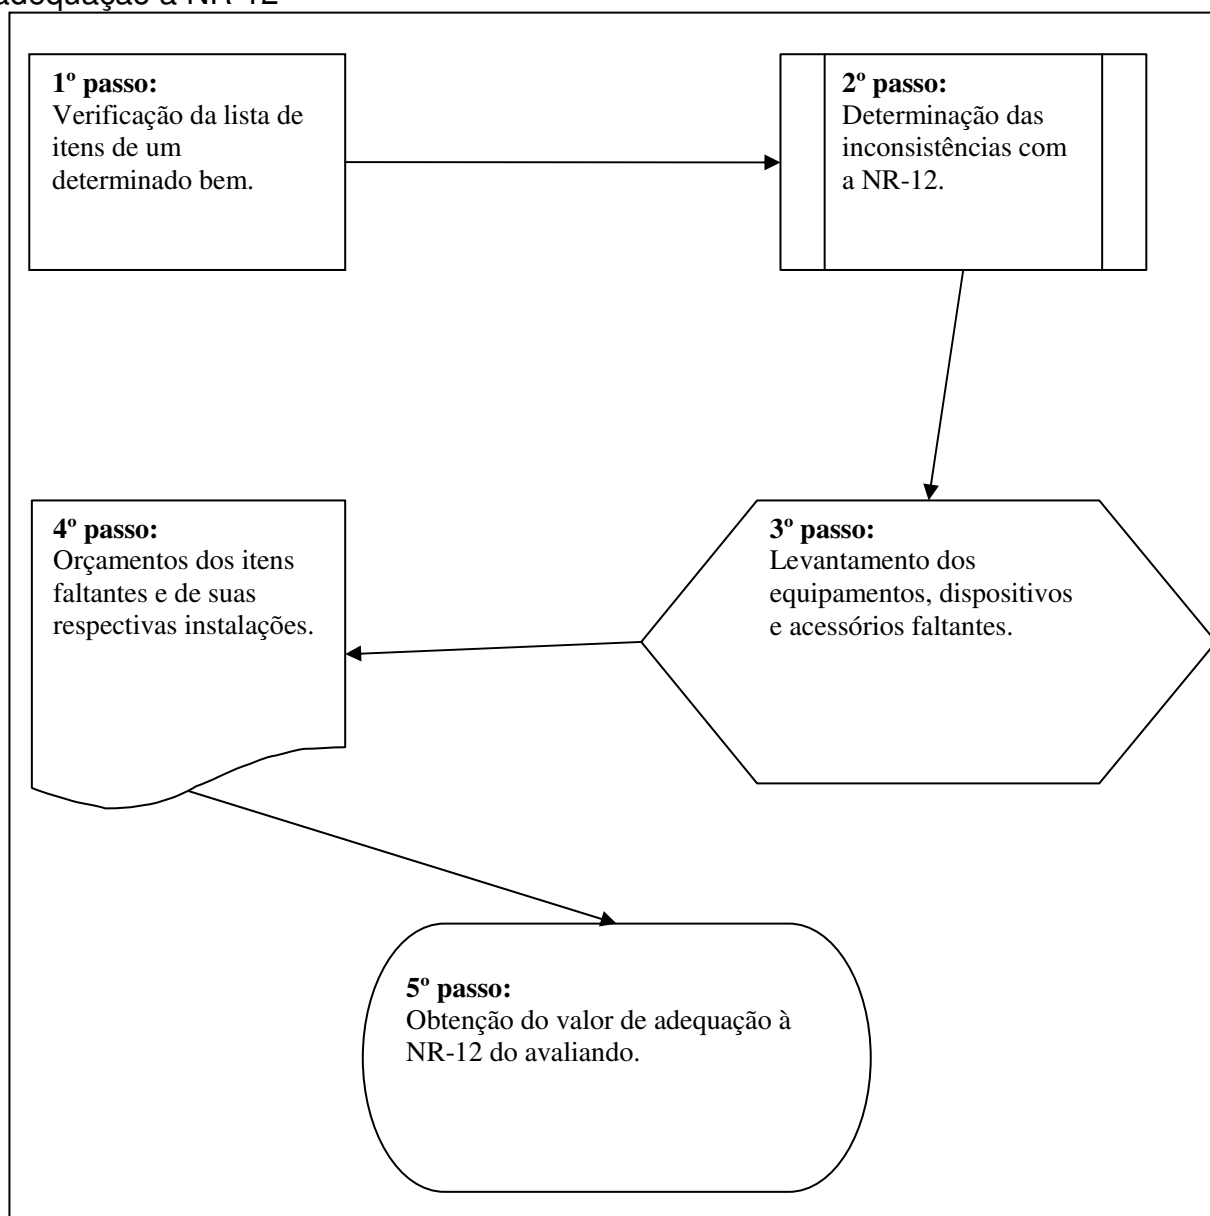 adequação à NR-12
1º passo:
Verificação da lista de
itens de um
determinado bem.
2º passo:
Determinação das
inconsistências com
a NR-12.
3º passo:
Levantamento dos
equipamentos, dispositivos
e acessórios faltantes.
4º passo:
Orçamentos dos itens
faltantes e de suas
respectivas instalações.
5º passo:
Obtenção do valor de adequação à
NR-12 do avaliando.